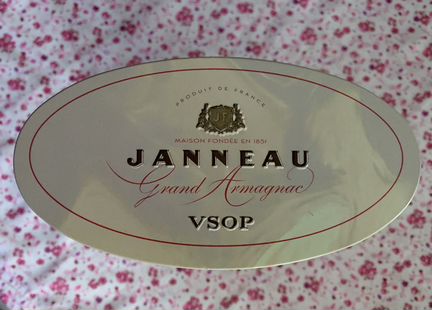 PRODUIT DE FRANCE
MAISON FONDÉE EN 1851
JANNEAU
Grand Armagnac
VSOP